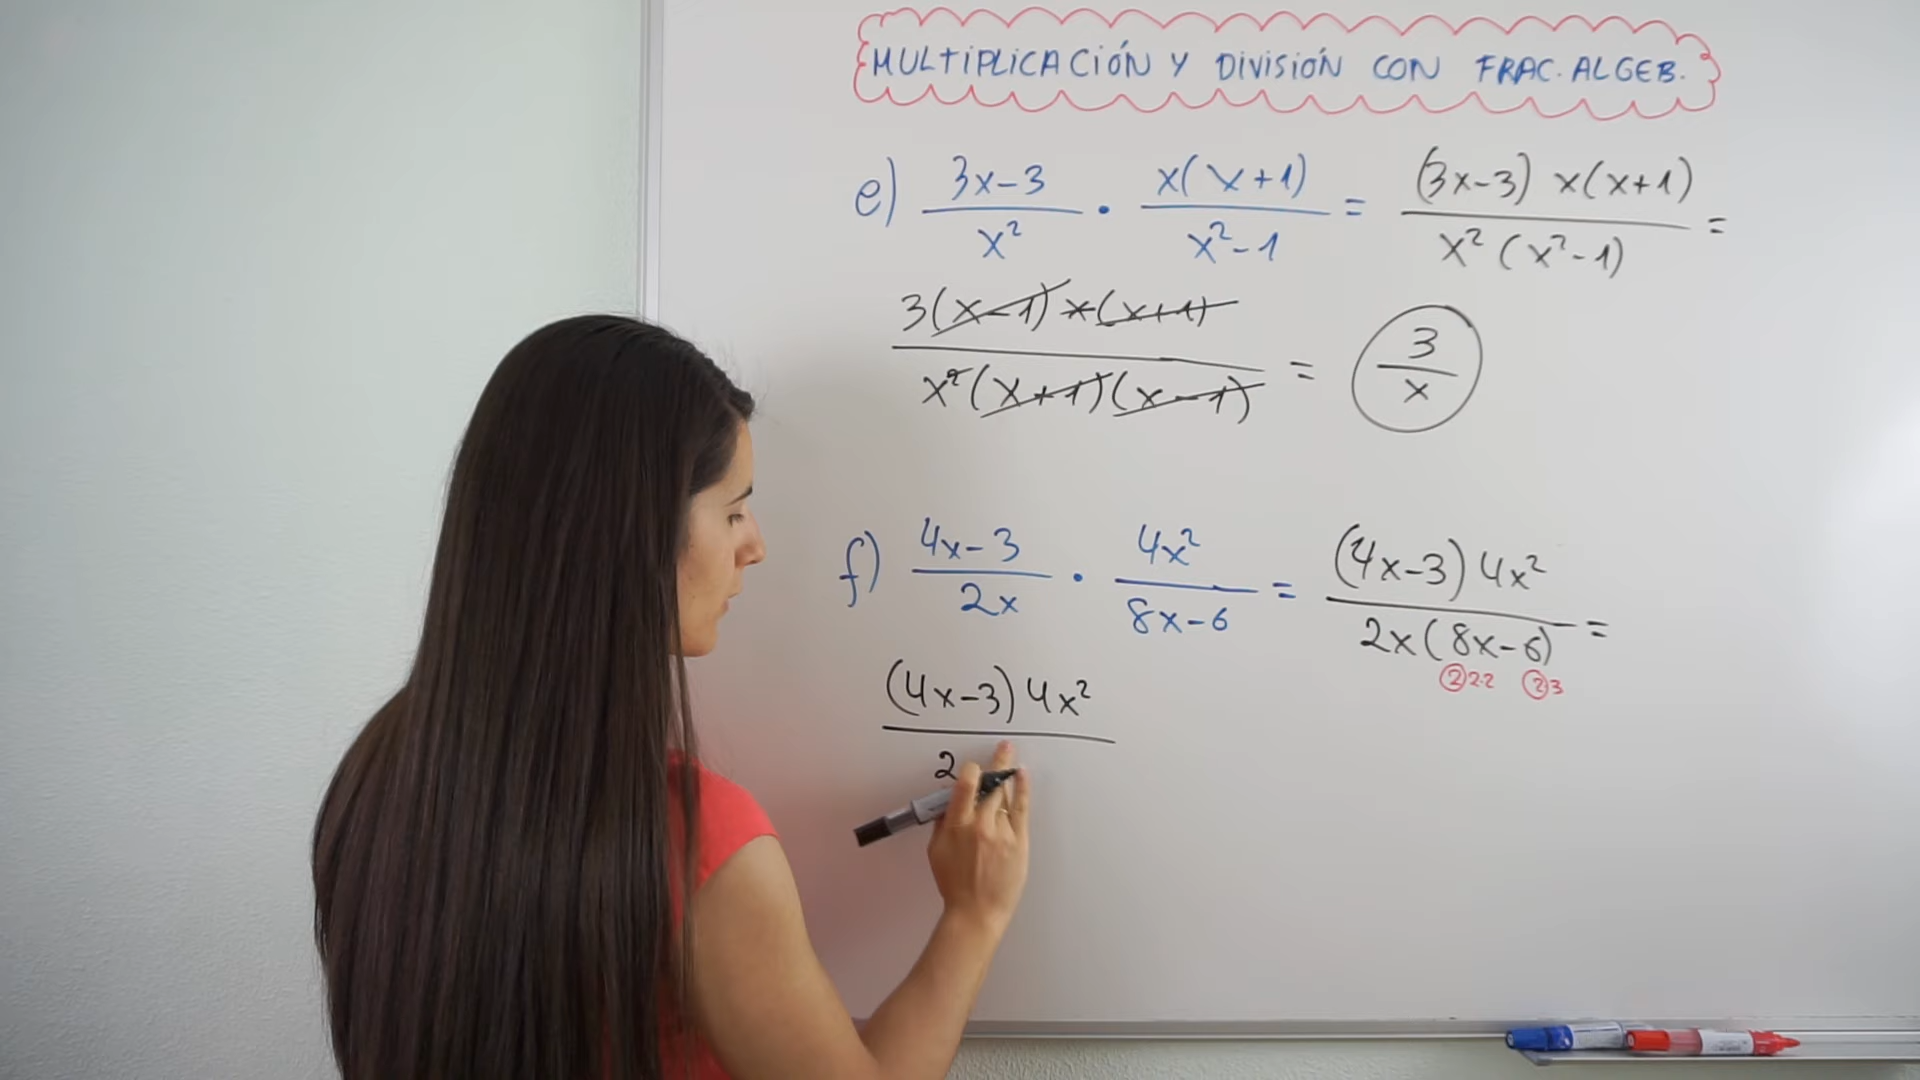 MULTIPLICACIÓN Y DIVISIÓN CON FRAC. ALGEB.
e) (3x-3)/x² · x(x+1)/(x²-1) = (3x-3) x(x+1)/(x² (x²-1)) =
3(x-1) x(x+1)/(x²(x+1)(x-1)) = 3/x
f) (4x-3)/2x · 4x²/(8x-6) = (4x-3) 4x²/(2x(8x-6)) =
2 2·2 2 3
(4x-3) 4x²
2